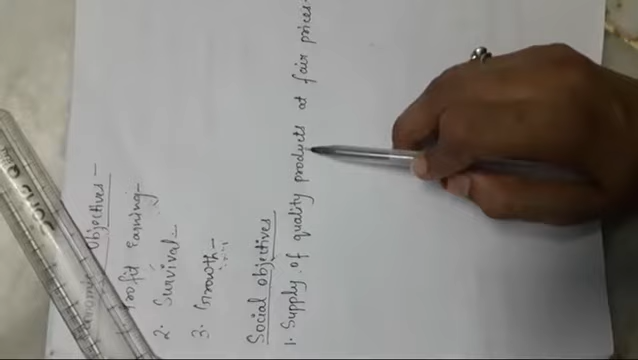 Objectives -
Profit Earning -
2. Survival -
3. Growth -
Social objectives
1. Supply of quality products at fair prices -